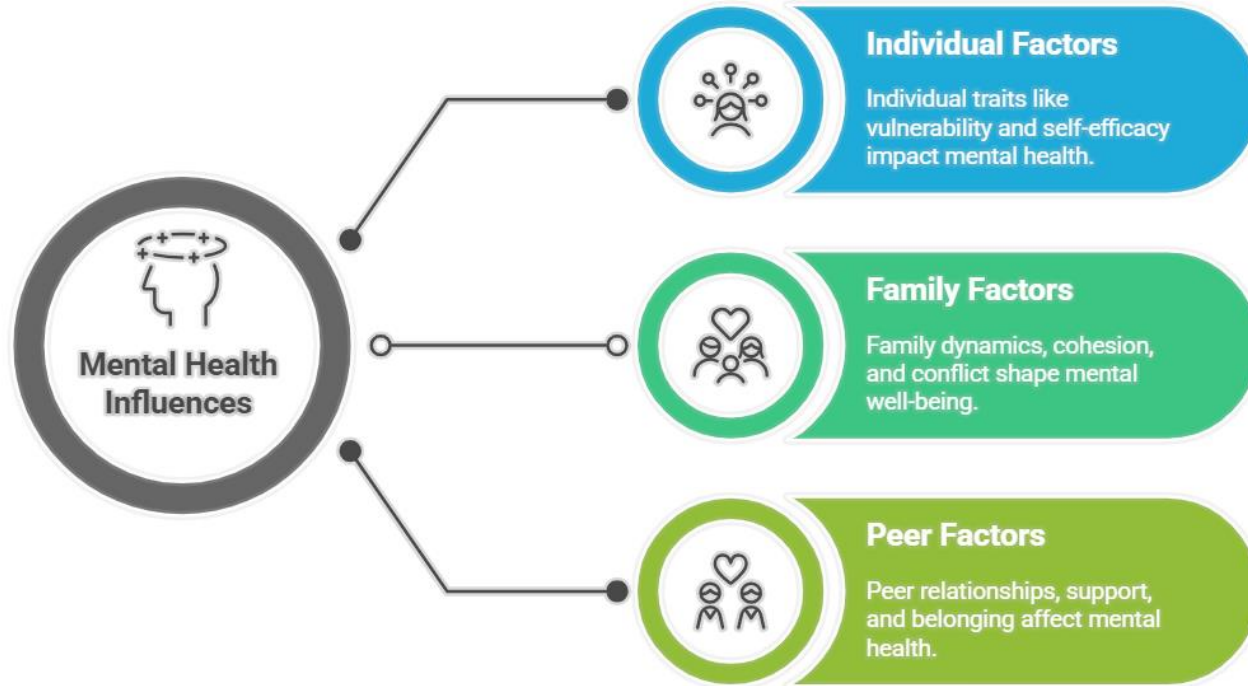 Mental Health
Influences
Individual Factors
Individual traits like
vulnerability and self-efficacy
impact mental health.
Family Factors
Family dynamics, cohesion,
and conflict shape mental
well-being.
Peer Factors
Peer relationships, support,
and belonging affect mental
health.